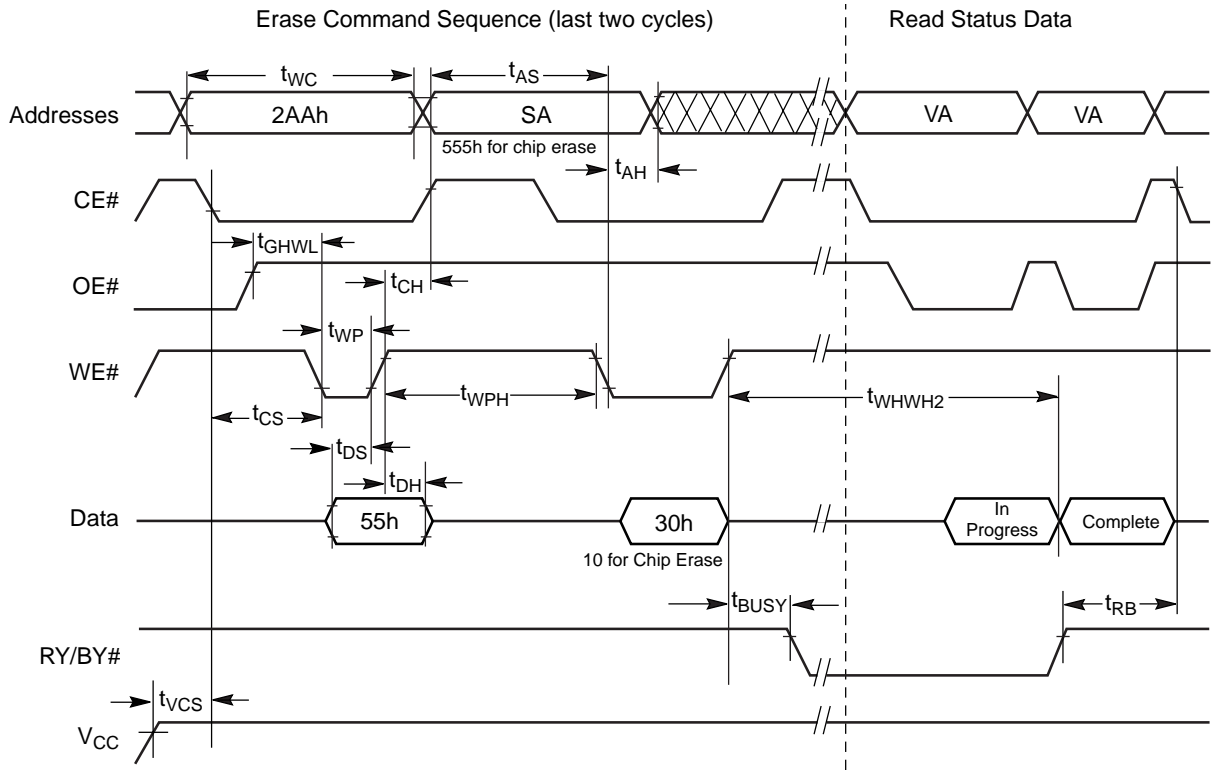 Erase Command Sequence (last two cycles)
Read Status Data
tWC
tAS
Addresses
2AAh
SA
VA
VA
555h for chip erase
tAH
CE#
tGHWL
OE#
tCH
tWP
WE#
tWPH
tWHWH2
tCS
tDS
tDH
Data
55h
30h
In
Progress
Complete
10 for Chip Erase
tBUSY
tRB
RY/BY#
tVCS
VCC